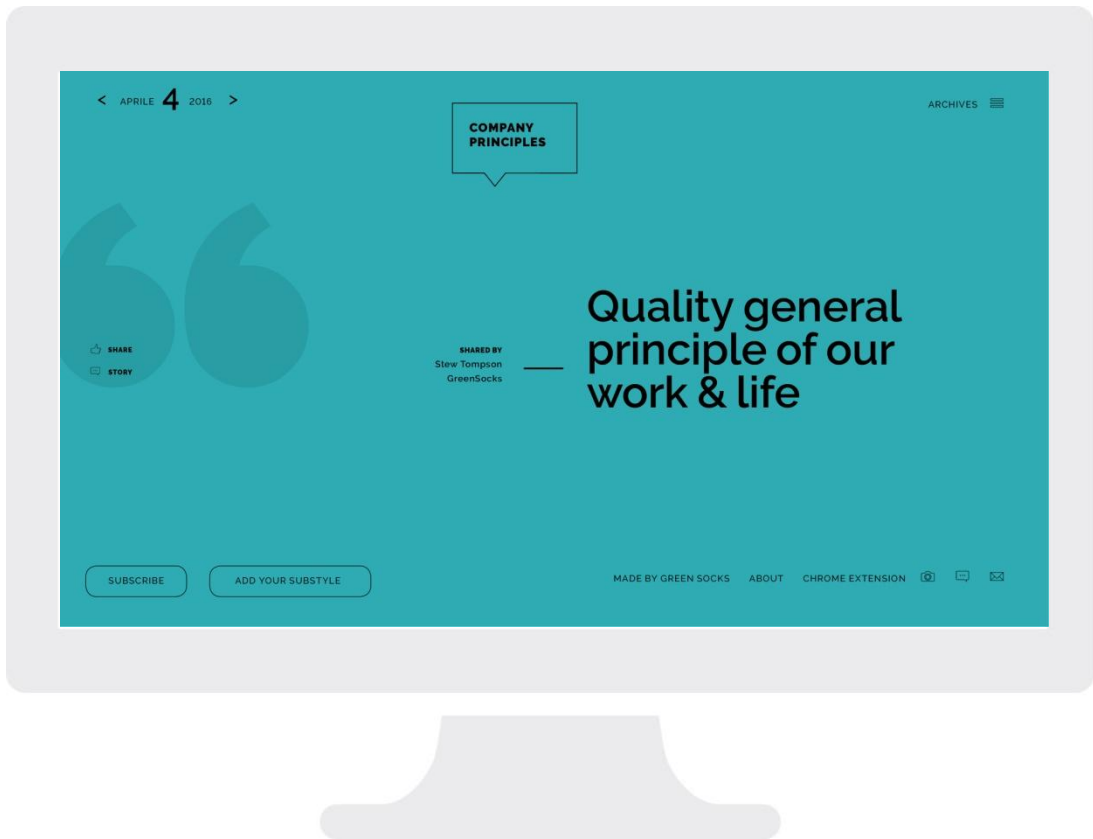 < APRILE 4 2016 >
ARCHIVES
COMPANY
PRINCIPLES
SHARE
STORY
SHARED BY
Stew Tompson
GreenSocks
Quality general
principle of our
work & life
SUBSCRIBE
ADD YOUR SUBSTYLE
MADE BY GREEN SOCKS ABOUT CHROME EXTENSION